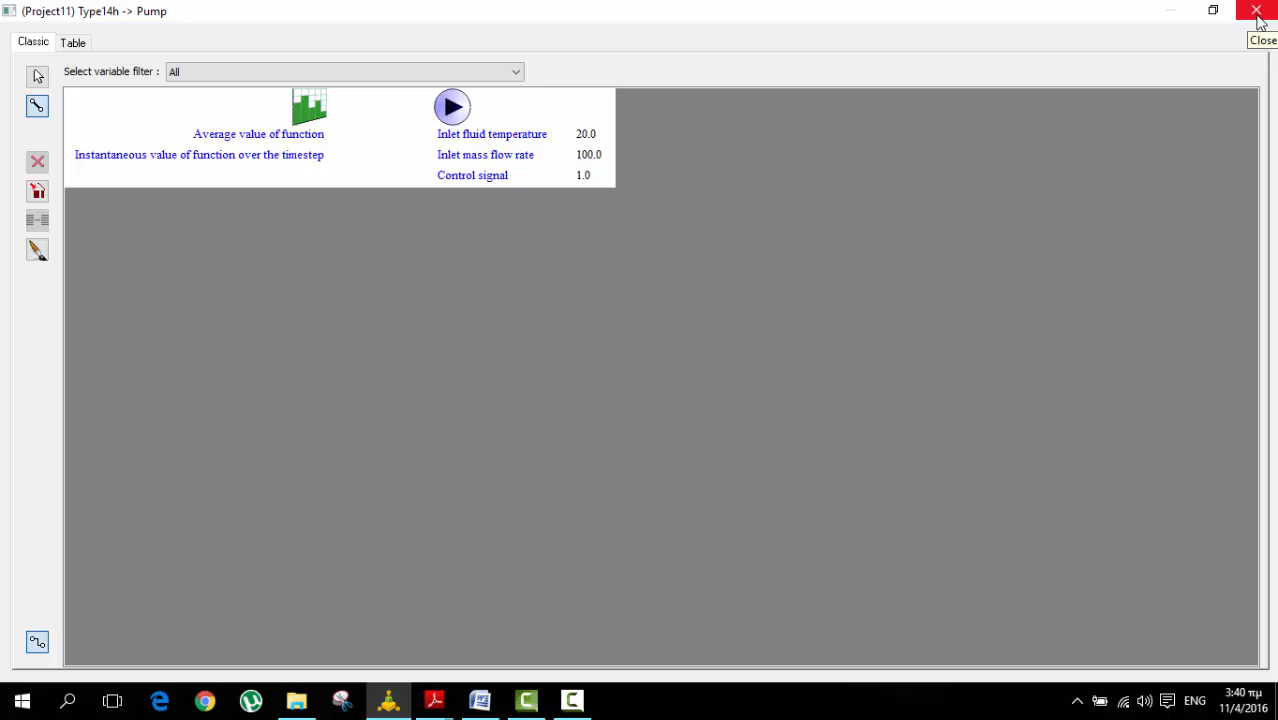 (Project11) Type14h -> Pump
Close
Classic
Table
Select variable filter :
All
Average value of function
Instantaneous value of function over the timestep
Inlet fluid temperature 20.0
Inlet mass flow rate 100.0
Control signal 1.0
ENG
3:40 πμ
11/4/2016